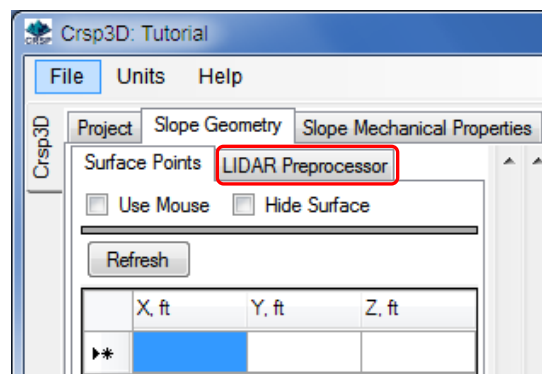 CRSP Crsp3D: Tutorial
File Units Help
Crsp3D
Project Slope Geometry Slope Mechanical Properties
Surface Points LIDAR Preprocessor
Use Mouse Hide Surface
Refresh
X, ft Y, ft Z, ft